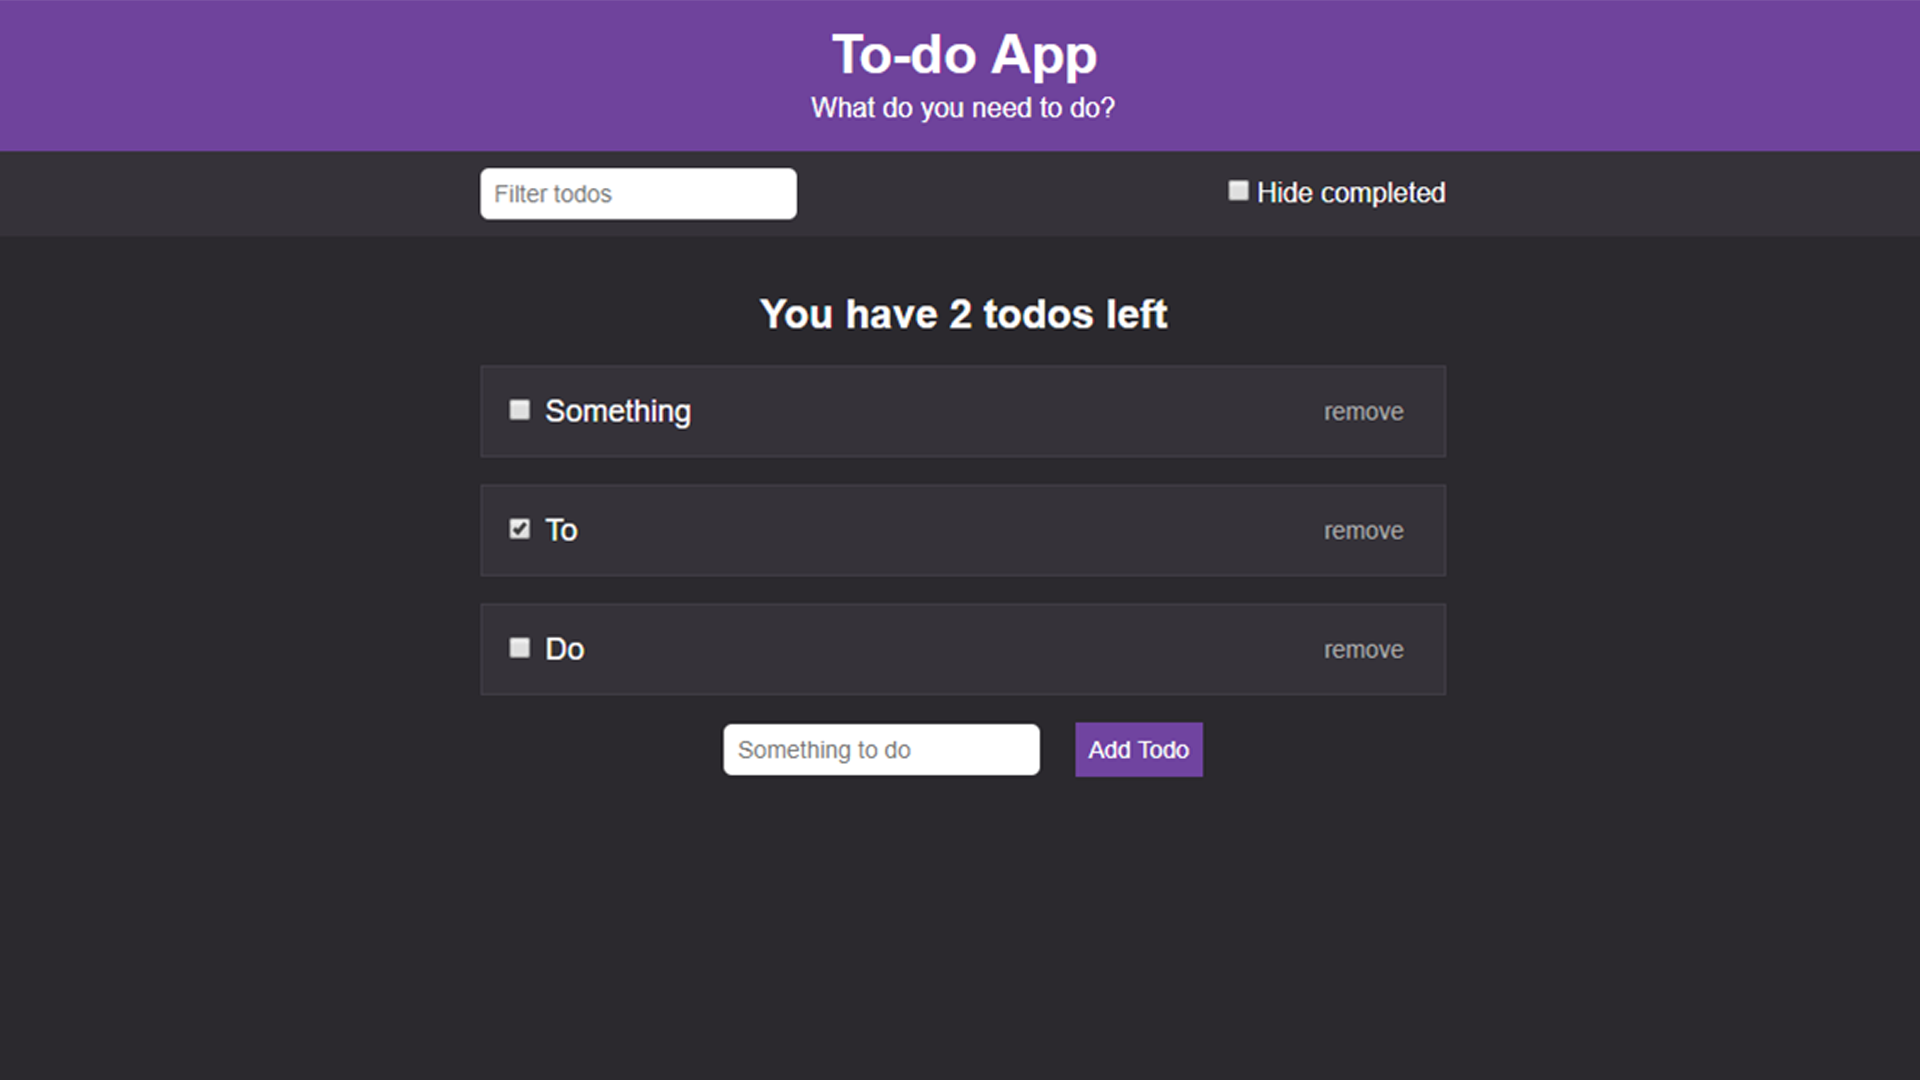 To-do App
What do you need to do?
Filter todos
Hide completed
You have 2 todos left
Something remove
To remove
Do remove
Something to do Add Todo